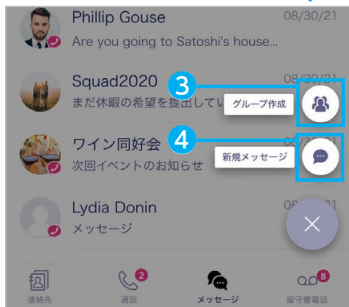 Phillip Gouse 08/30/21
Are you going to Satoshi's house...
Squad2020
3
まだ休暇の希望を提出してい
グループ作成
ワイン同好会
4
次回イベントのお知らせ
新規メッセージ
Lydia Donin
メッセージ
2
8
連絡先 通話 メッセージ 留守番電話